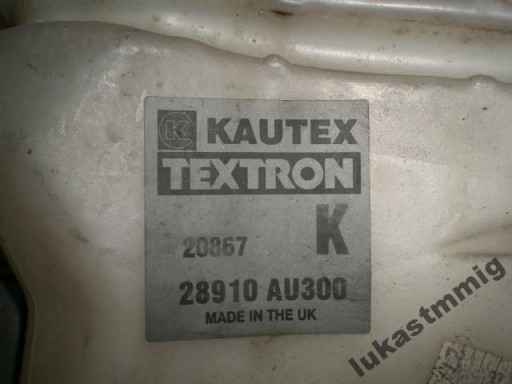 K KAUTEX
TEXTRON
20867 K
28910 AU300
MADE IN THE UK
lukastmmig